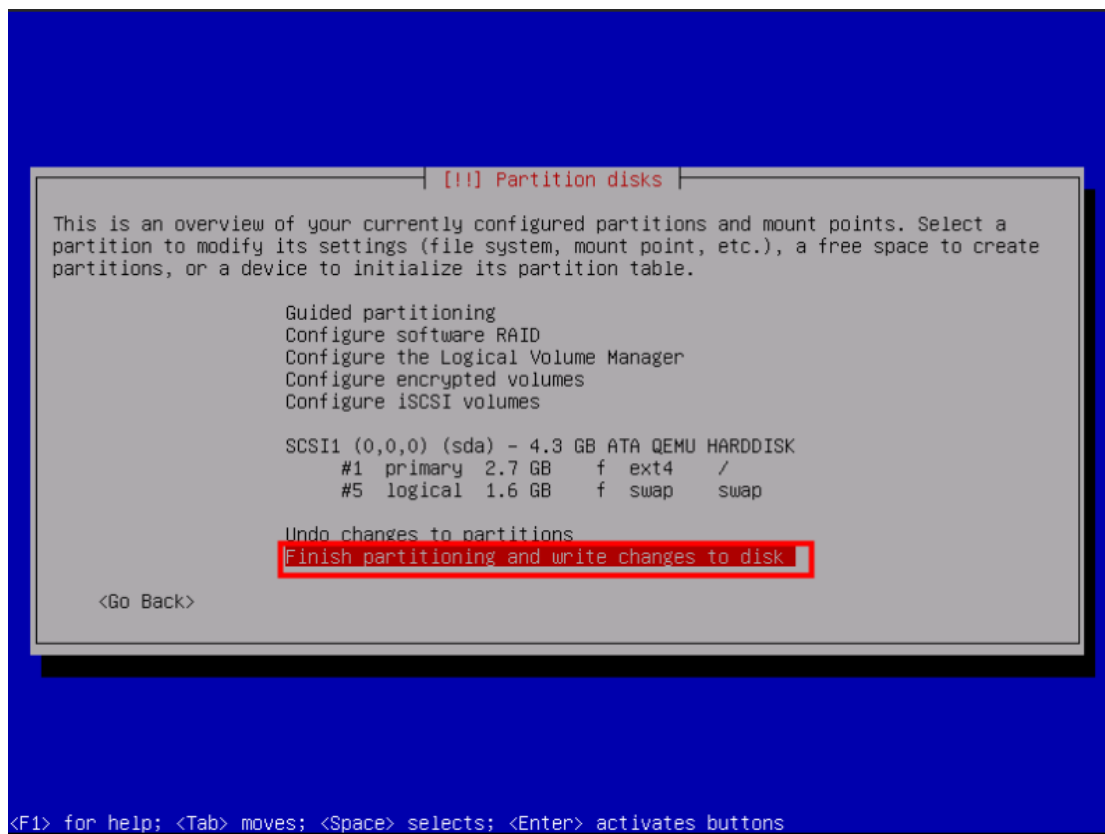 [!!] Partition disks
This is an overview of your currently configured partitions and mount points. Select a
partition to modify its settings (file system, mount point, etc.), a free space to create
partitions, or a device to initialize its partition table.
Guided partitioning
Configure software RAID
Configure the Logical Volume Manager
Configure encrypted volumes
Configure iSCSI volumes
SCSI1 (0,0,0) (sda) - 4.3 GB ATA QEMU HARDDISK
#1 primary 2.7 GB f ext4 /
#5 logical 1.6 GB f swap swap
Undo changes to partitions
Finish partitioning and write changes to disk
<Go Back>
<F1> for help; <Tab> moves; <Space> selects; <Enter> activates buttons